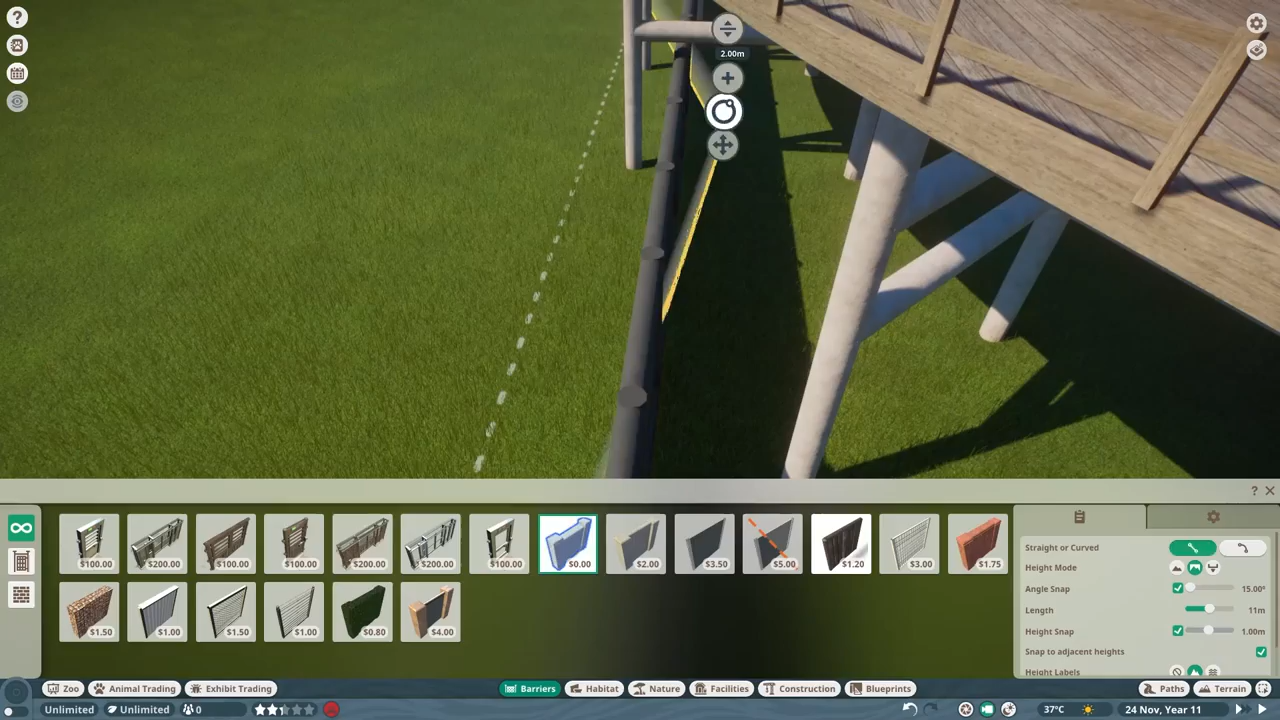 ?
2.00m
? ×
$100.00 $200.00 $100.00 $100.00 $200.00 $200.00 $100.00 $0.00 $2.00 $3.50 $5.00 $1.20 $3.00 $1.75
$1.50 $1.00 $1.50 $1.00 $0.80 $4.00
Straight or Curved
Height Mode
Angle Snap 15.00°
Length 11m
Height Snap 1.00m
Snap to adjacent heights
Height Labels
Zoo Animal Trading Exhibit Trading Barriers Habitat Nature Facilities Construction Blueprints Paths Terrain
Unlimited Unlimited 0 37°C 24 Nov, Year 11